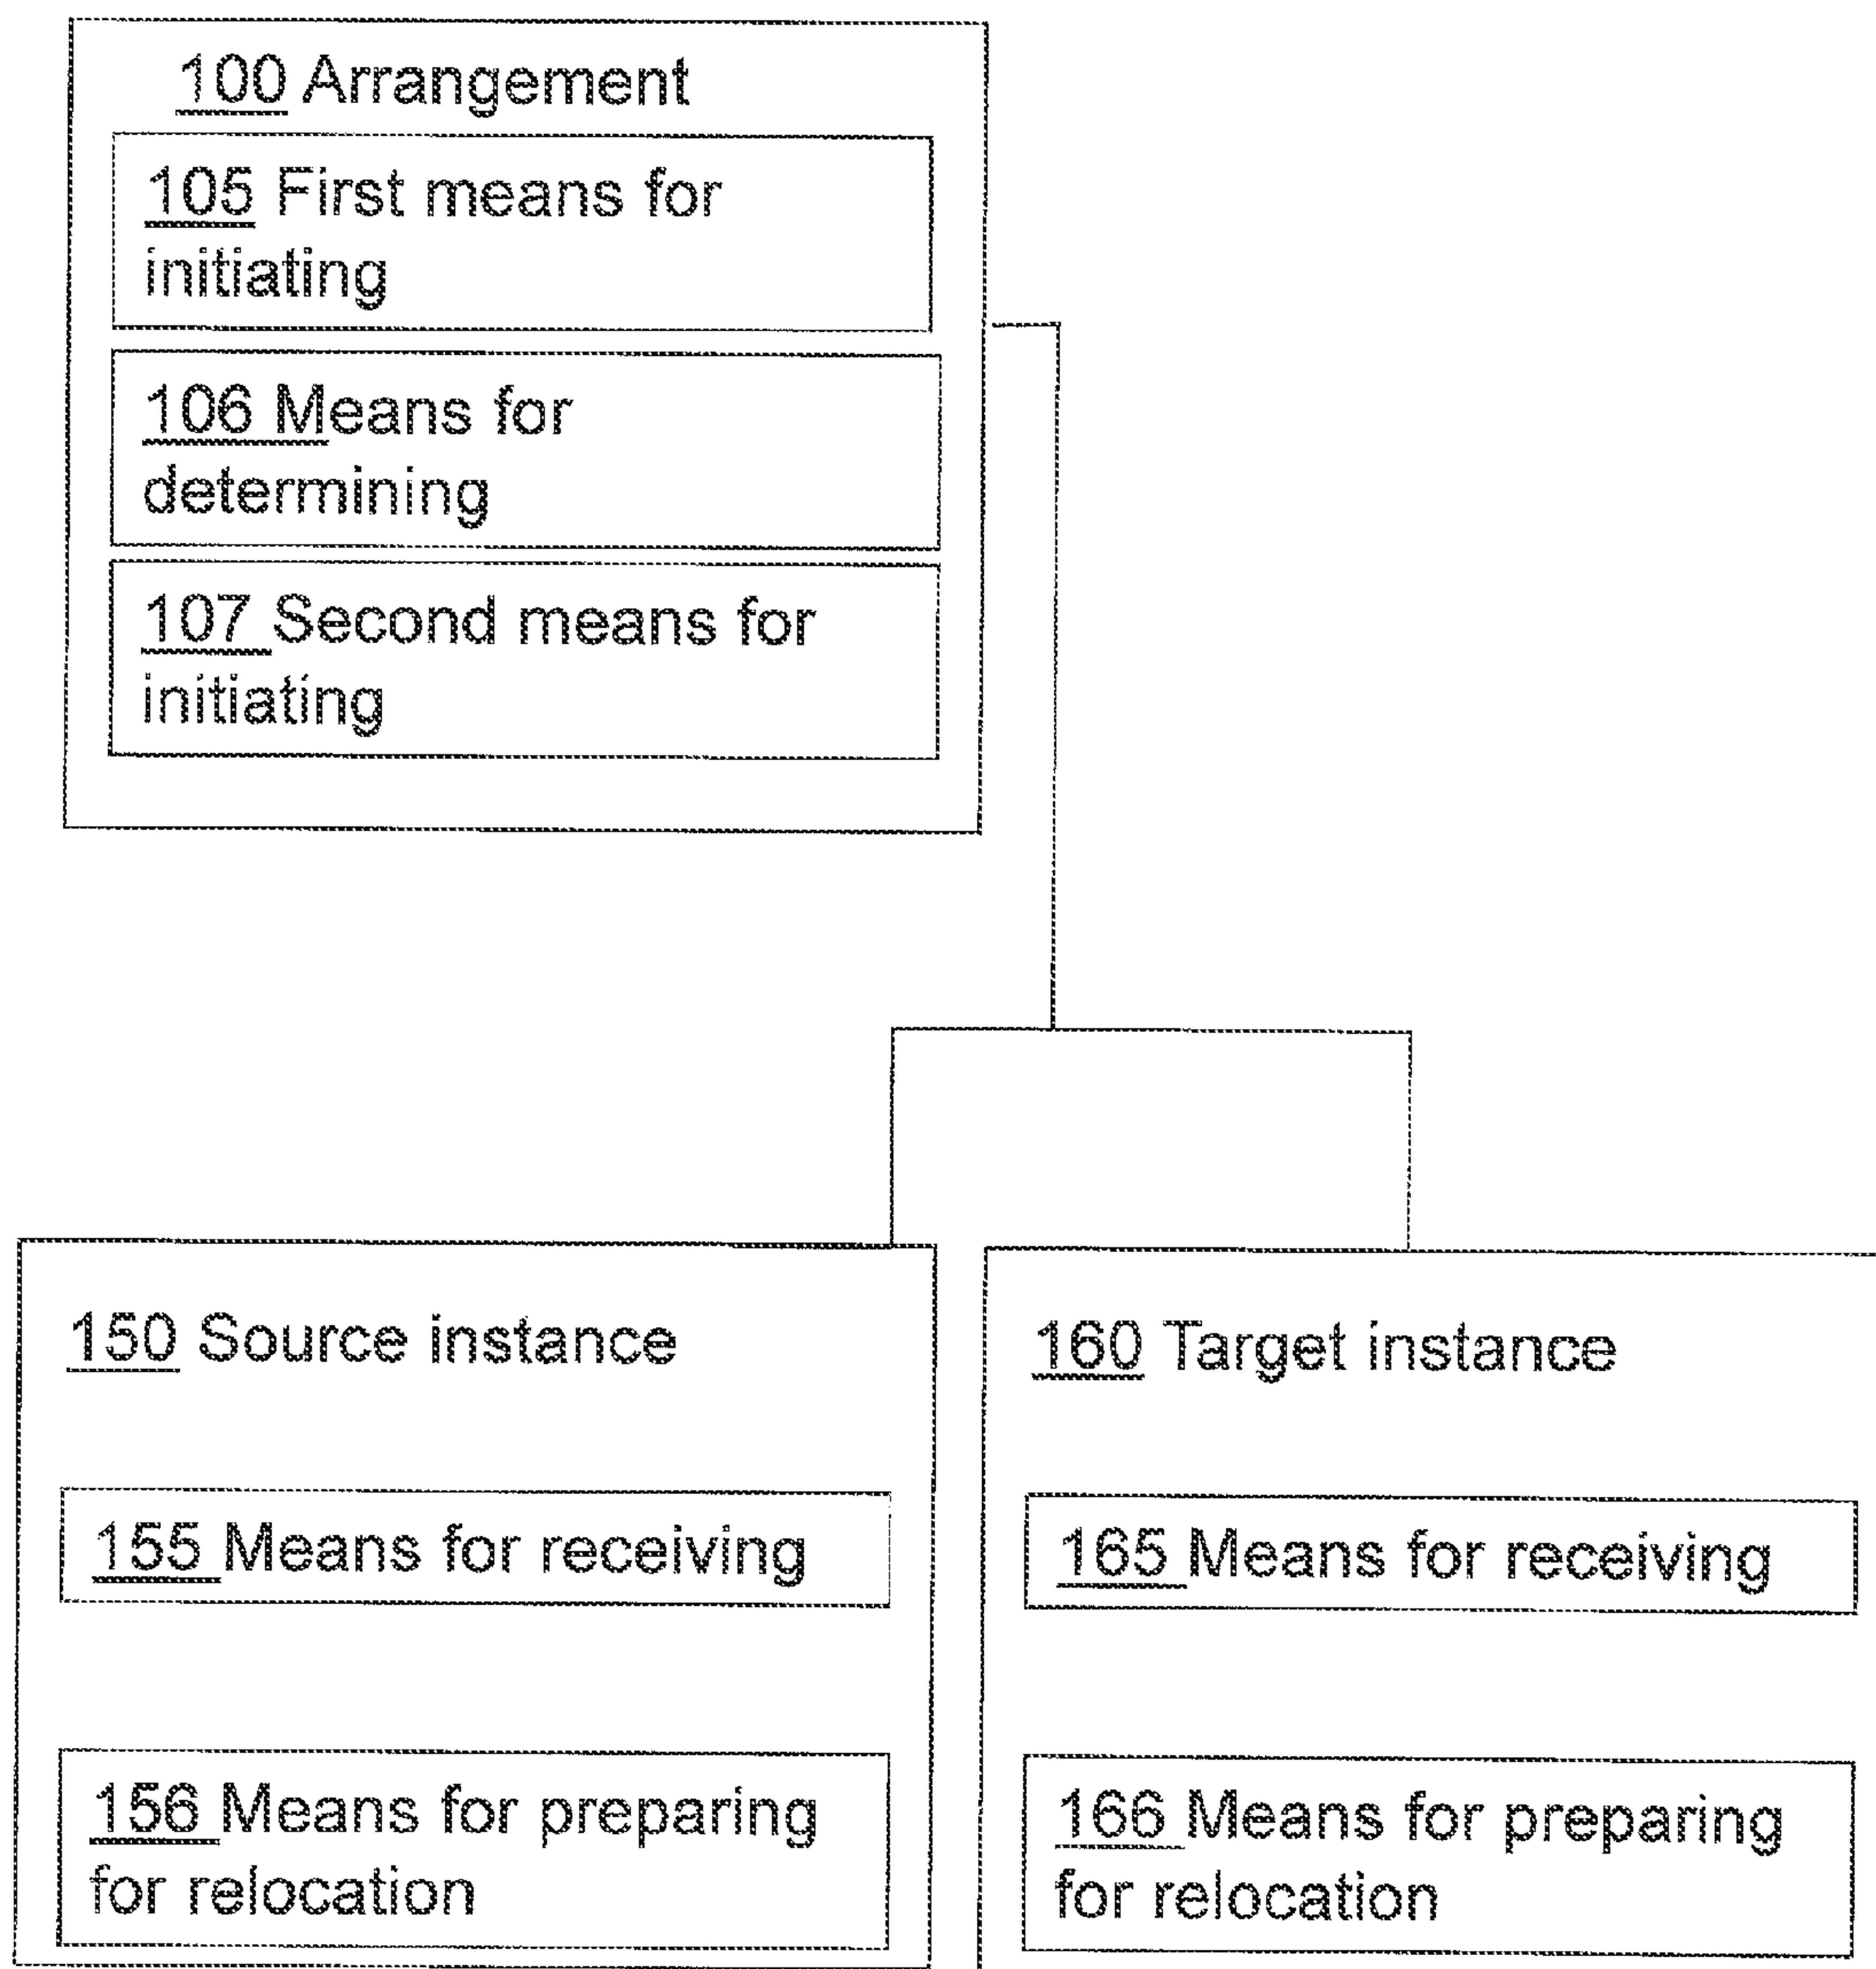 100 Arrangement
105 First means for
initiating
106 Means for
determining
107 Second means for
initiating
150 Source instance
160 Target instance
155 Means for receiving
165 Means for receiving
156 Means for preparing
for relocation
166 Means for preparing
for relocation